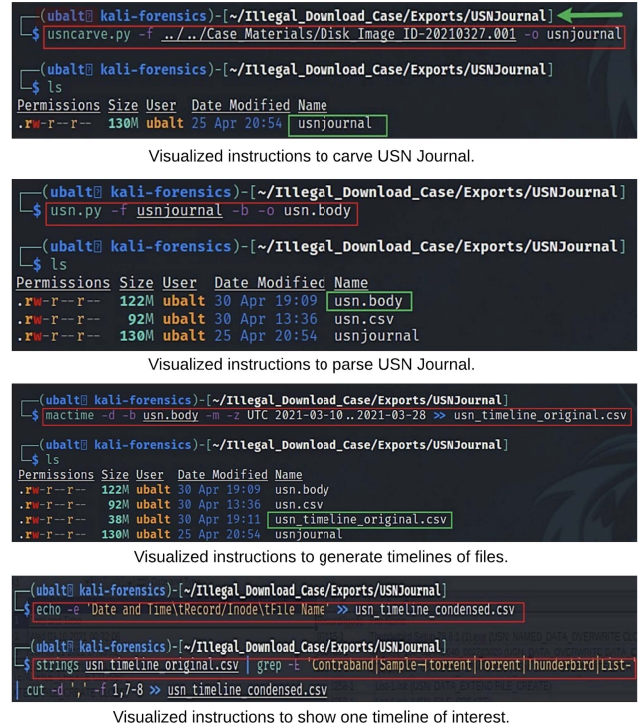 (ubalt kali-forensics)-[~/Illegal_Download_Case/Exports/USNJournal]
$ usncarve.py -f ../../Case_Materials/Disk_Image_ID-20210327.001 -o usnjournal
(ubalt kali-forensics)-[~/Illegal_Download_Case/Exports/USNJournal]
$ ls
Permissions Size User Date Modified Name
.rw-r--r-- 130M ubalt 25 Apr 20:54 usnjournal
Visualized instructions to carve USN Journal.
(ubalt kali-forensics)-[~/Illegal_Download_Case/Exports/USNJournal]
$ usn.py -f usnjournal -b -o usn.body
(ubalt kali-forensics)-[~/Illegal_Download_Case/Exports/USNJournal]
$ ls
Permissions Size User Date Modified Name
.rw-r--r-- 122M ubalt 30 Apr 19:09 usn.body
.rw-r--r-- 92M ubalt 30 Apr 13:36 usn.csv
.rw-r--r-- 130M ubalt 25 Apr 20:54 usnjournal
Visualized instructions to parse USN Journal.
(ubalt kali-forensics)-[~/Illegal_Download_Case/Exports/USNJournal]
$ mactime -d -b usn.body -m -z UTC 2021-03-10..2021-03-28 >> usn_timeline_original.csv
(ubalt kali-forensics)-[~/Illegal_Download_Case/Exports/USNJournal]
$ ls
Permissions Size User Date Modified Name
.rw-r--r-- 122M ubalt 30 Apr 19:09 usn.body
.rw-r--r-- 92M ubalt 30 Apr 13:36 usn.csv
.rw-r--r-- 38M ubalt 30 Apr 19:11 usn_timeline_original.csv
.rw-r--r-- 130M ubalt 25 Apr 20:54 usnjournal
Visualized instructions to generate timelines of files.
(ubalt kali-forensics)-[~/Illegal_Download_Case/Exports/USNJournal]
$ echo -e 'Date and Time\tRecord/Inode\tFile Name' >> usn_timeline_condensed.csv
(ubalt kali-forensics)-[~/Illegal_Download_Case/Exports/USNJournal]
$ strings usn_timeline_original.csv | grep -E 'Contraband|Sample-|torrent|Torrent|Thunderbird|List-
| cut -d ',' -f 1,7-8 >> usn_timeline_condensed.csv
Visualized instructions to show one timeline of interest.